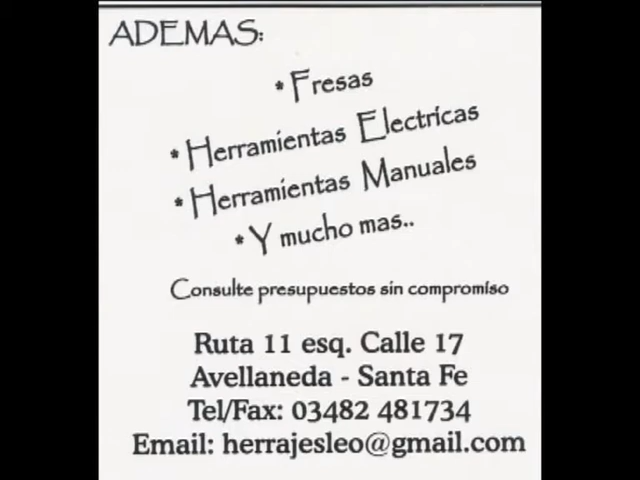 ADEMAS:
* Fresas
* Herramientas Electricas
* Herramientas Manuales
* Y mucho mas..
Consulte presupuestos sin compromiso
Ruta 11 esq. Calle 17
Avellaneda - Santa Fe
Tel/Fax: 03482 481734
Email: herrajesleo@gmail.com